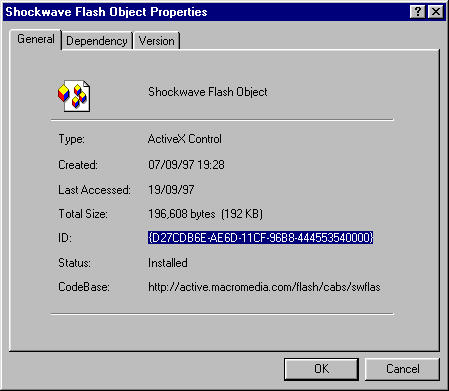 Shockwave Flash Object Properties
General Dependency Version
Shockwave Flash Object
Type: ActiveX Control
Created: 07/09/97 19:28
Last Accessed: 19/09/97
Total Size: 196,608 bytes (192 KB)
ID: {D27CDB6E-AE6D-11CF-96B8-444553540000}
Status: Installed
CodeBase: http://active.macromedia.com/flash/cabs/swflas
OK Cancel